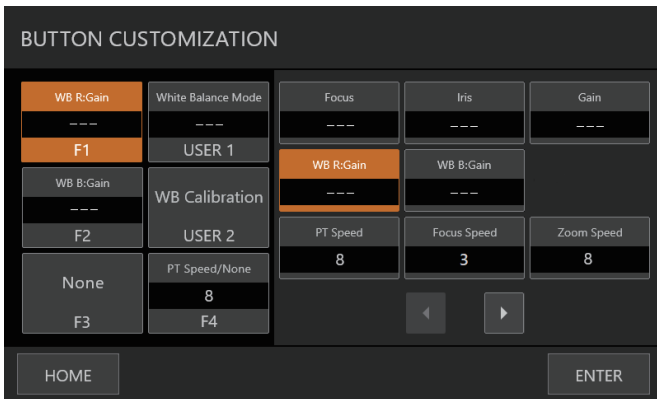 BUTTON CUSTOMIZATION
WB R:Gain
---
F1
White Balance Mode
---
USER 1
WB B:Gain
---
F2
WB Calibration
USER 2
None
F3
PT Speed/None
8
F4
Focus
---
Iris
---
Gain
---
WB R:Gain
---
WB B:Gain
---
PT Speed
8
Focus Speed
3
Zoom Speed
8
HOME
ENTER